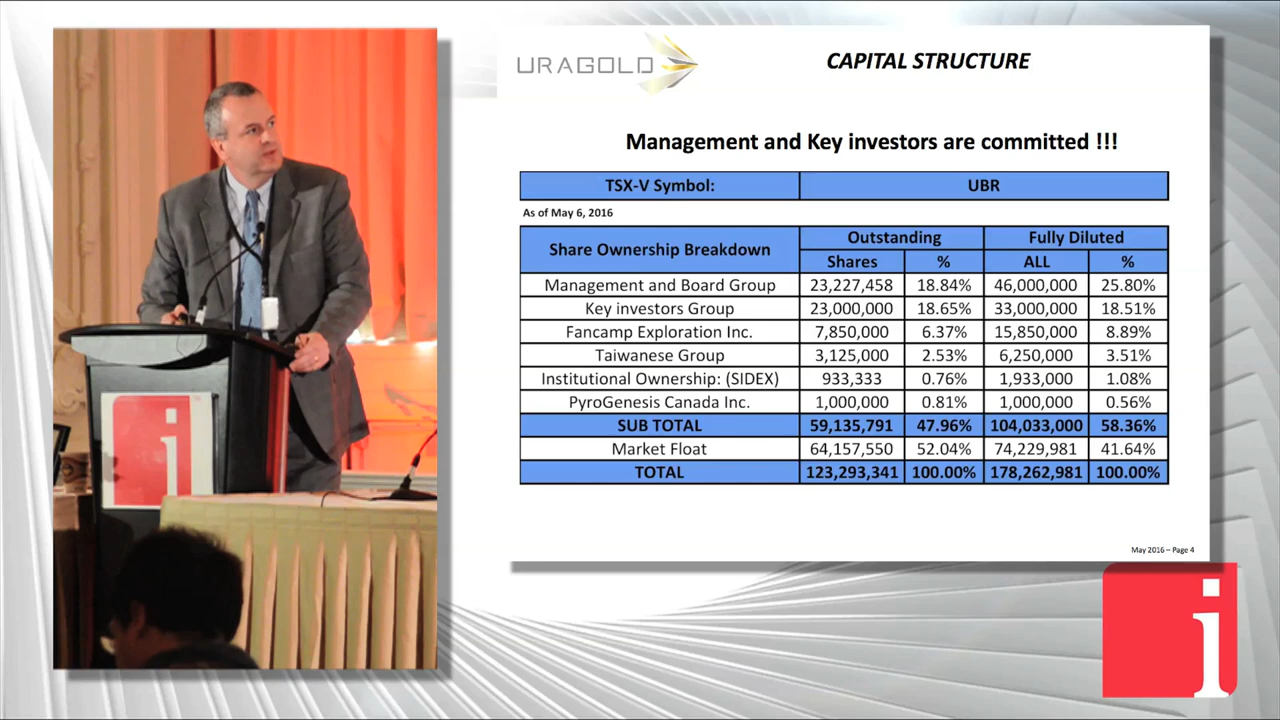 URAGOLD
CAPITAL STRUCTURE
Management and Key investors are committed !!!
TSX-V Symbol: UBR
As of May 6, 2016
Share Ownership Breakdown Outstanding Fully Diluted
Shares % ALL %
Management and Board Group 23,227,458 18.84% 46,000,000 25.80%
Key investors Group 23,000,000 18.65% 33,000,000 18.51%
Fancamp Exploration Inc. 7,850,000 6.37% 15,850,000 8.89%
Taiwanese Group 3,125,000 2.53% 6,250,000 3.51%
Institutional Ownership: (SIDEX) 933,333 0.76% 1,933,000 1.08%
PyroGenesis Canada Inc. 1,000,000 0.81% 1,000,000 0.56%
SUB TOTAL 59,135,791 47.96% 104,033,000 58.36%
Market Float 64,157,550 52.04% 74,229,981 41.64%
TOTAL 123,293,341 100.00% 178,262,981 100.00%
May 2016 – Page 4
i
i